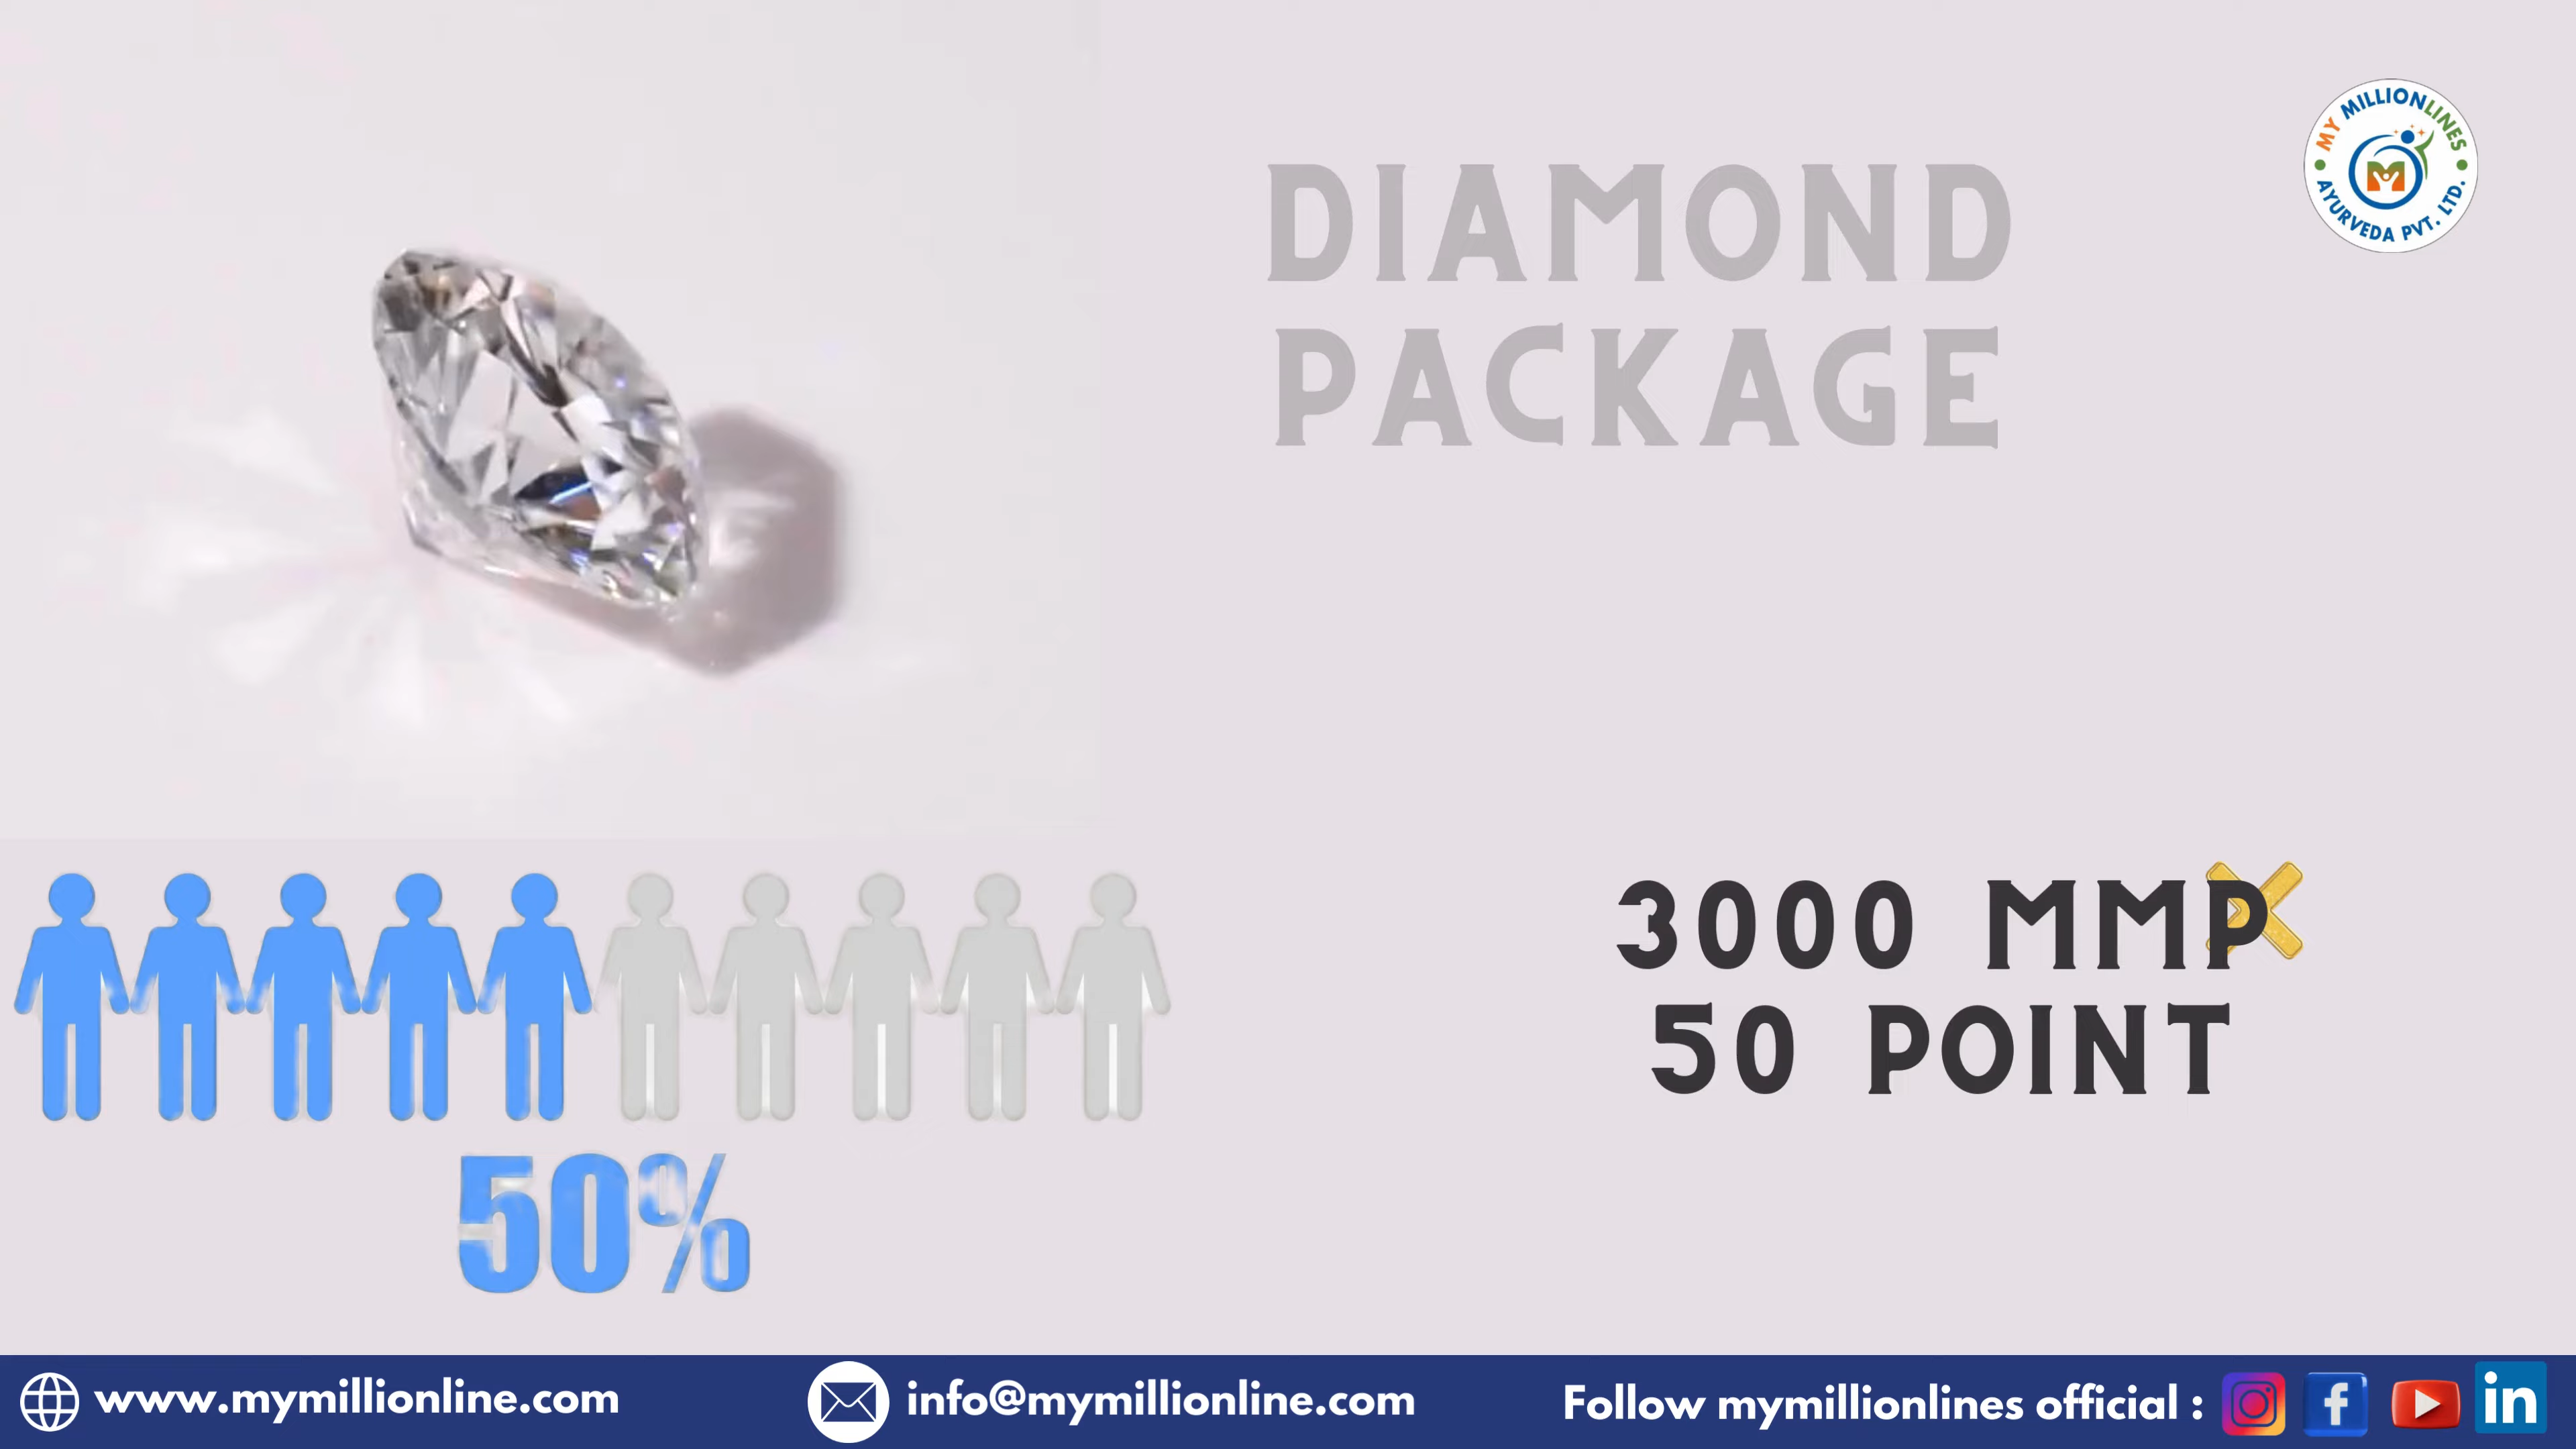 MY MILLIONLINES
AYURVEDA PVT. LTD.
DIAMOND
PACKAGE
3000 MMP
50 POINT
50%
www.mymillionline.com
info@mymillionline.com
Follow mymillionlines official :